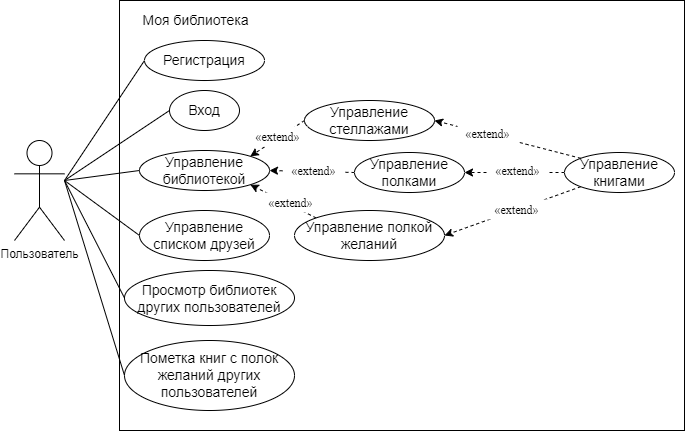 Моя библиотека
Регистрация
Вход
Управление
стеллажами
«extend»
«extend»
Управление
библиотекой
«extend»
Управление
полками
«extend»
Управление
книгами
«extend»
«extend»
Управление
списком друзей
Управление полкой
желаний
Пользователь
Просмотр библиотек
других пользователей
Пометка книг с полок
желаний других
пользователей